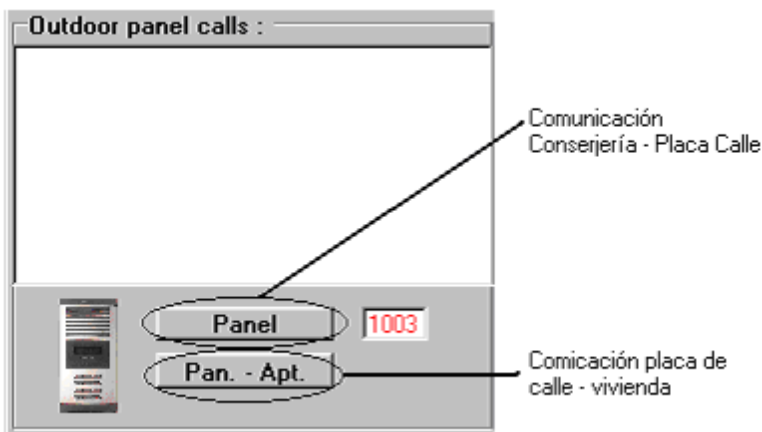 Outdoor panel calls :
Comunicación
Conserjería - Placa Calle
Panel
1003
Pan. - Apt.
Comicación placa de
calle - vivienda